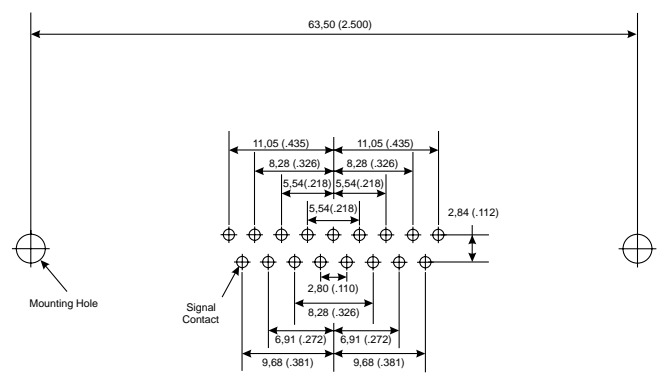 63,50 (2.500)
11,05 (.435) 11,05 (.435)
8,28 (.326) 8,28 (.326)
5,54(.218) 5,54(.218)
5,54(.218)
2,84 (.112)
Mounting Hole
Signal
Contact
2,80 (.110)
8,28 (.326)
6,91 (.272) 6,91 (.272)
9,68 (.381) 9,68 (.381)